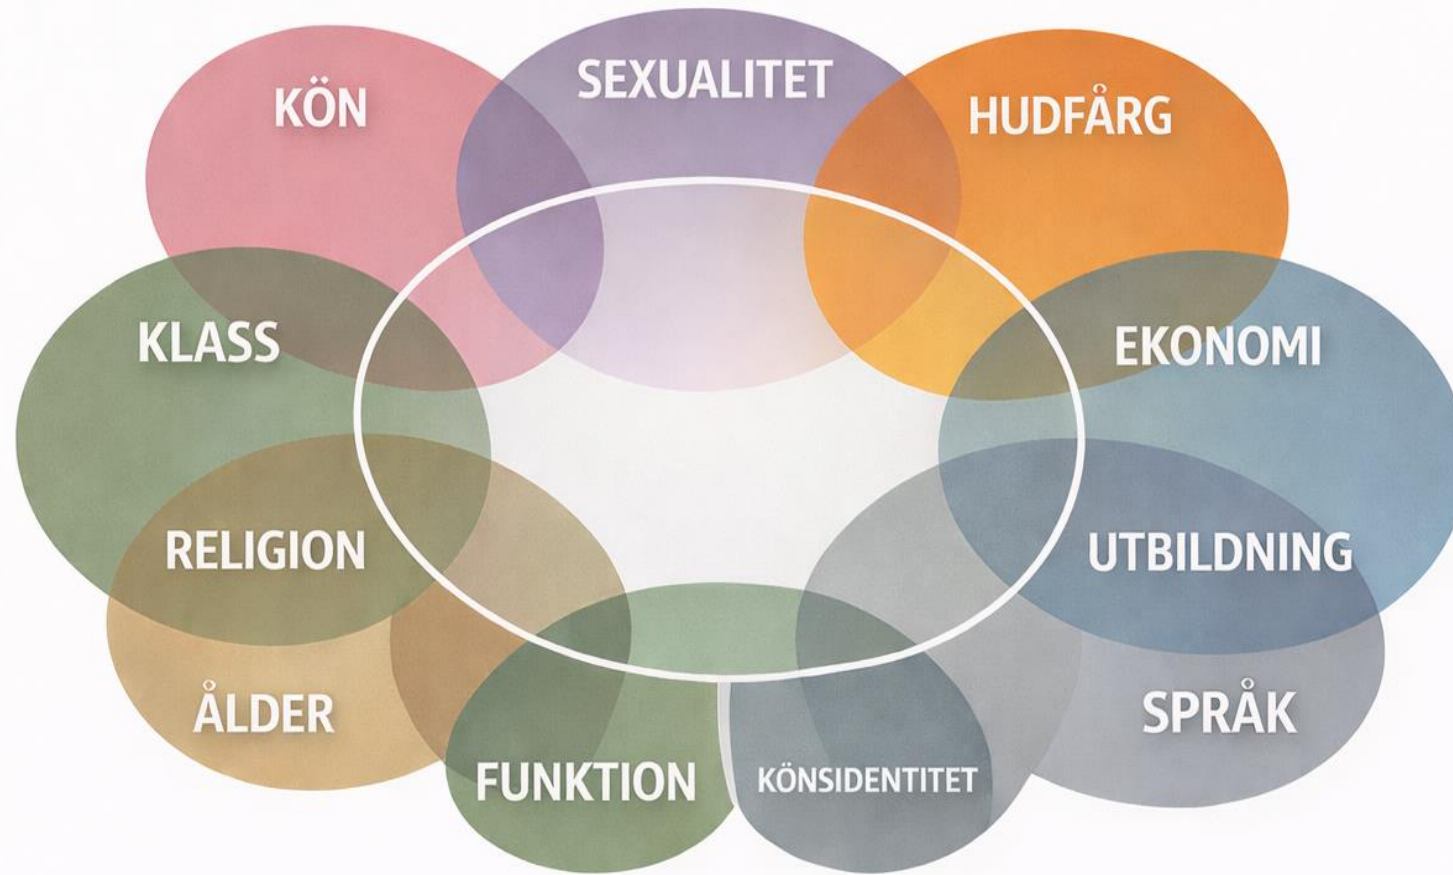 KÖN
SEXUALITET
HUDFÅRG
KLASS
EKONOMI
RELIGION
UTBILDNING
ÅLDER
SPRÅK
FUNKTION
KÖNSIDENTITET